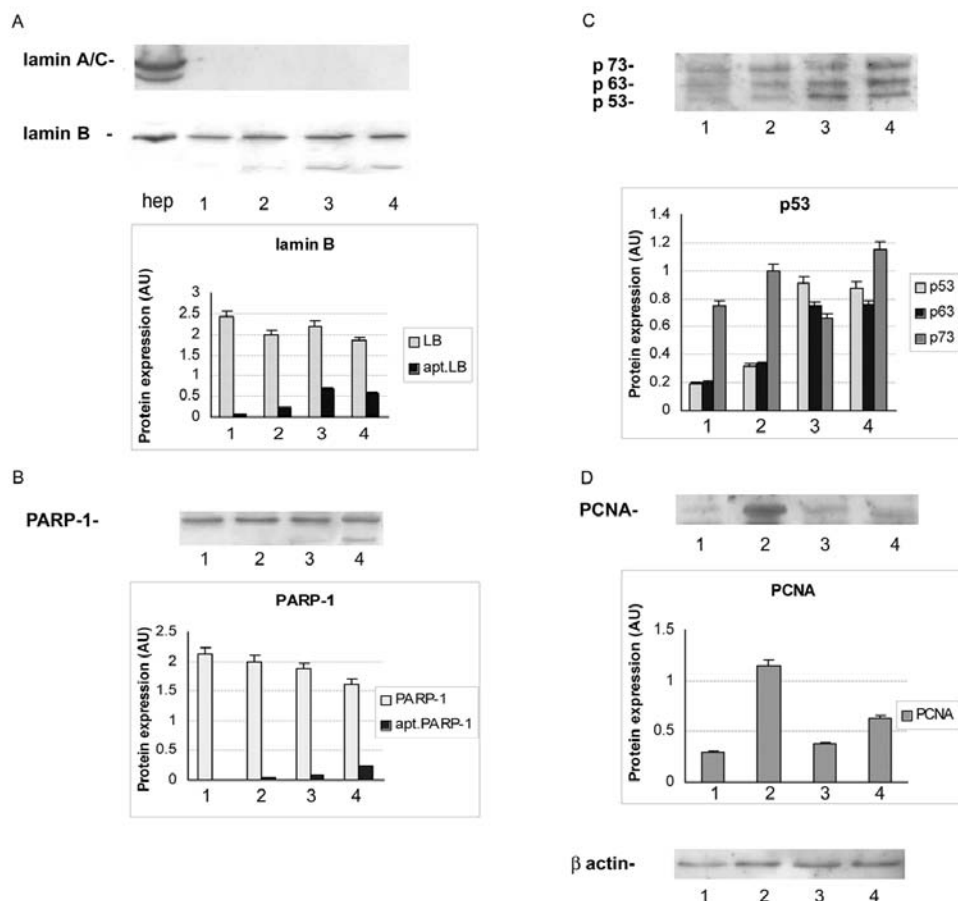 A
lamin A/C-
lamin B -
hep 1 2 3 4
lamin B
Protein expression (AU)
3
2.5
2
1.5
1
0.5
0
1 2 3 4
LB
apt.LB
B
PARP-1-
1 2 3 4
PARP-1
Protein expression (AU)
2.5
2
1.5
1
0.5
0
1 2 3 4
PARP-1
apt.PARP-1
C
p 73-
p 63-
p 53-
1 2 3 4
p53
Protein expression (AU)
1.4
1.2
1
0.8
0.6
0.4
0.2
0
1 2 3 4
p53
p63
p73
D
PCNA-
1 2 3 4
PCNA
Protein expression (AU)
1.5
1
0.5
0
1 2 3 4
PCNA
β actin-
1 2 3 4